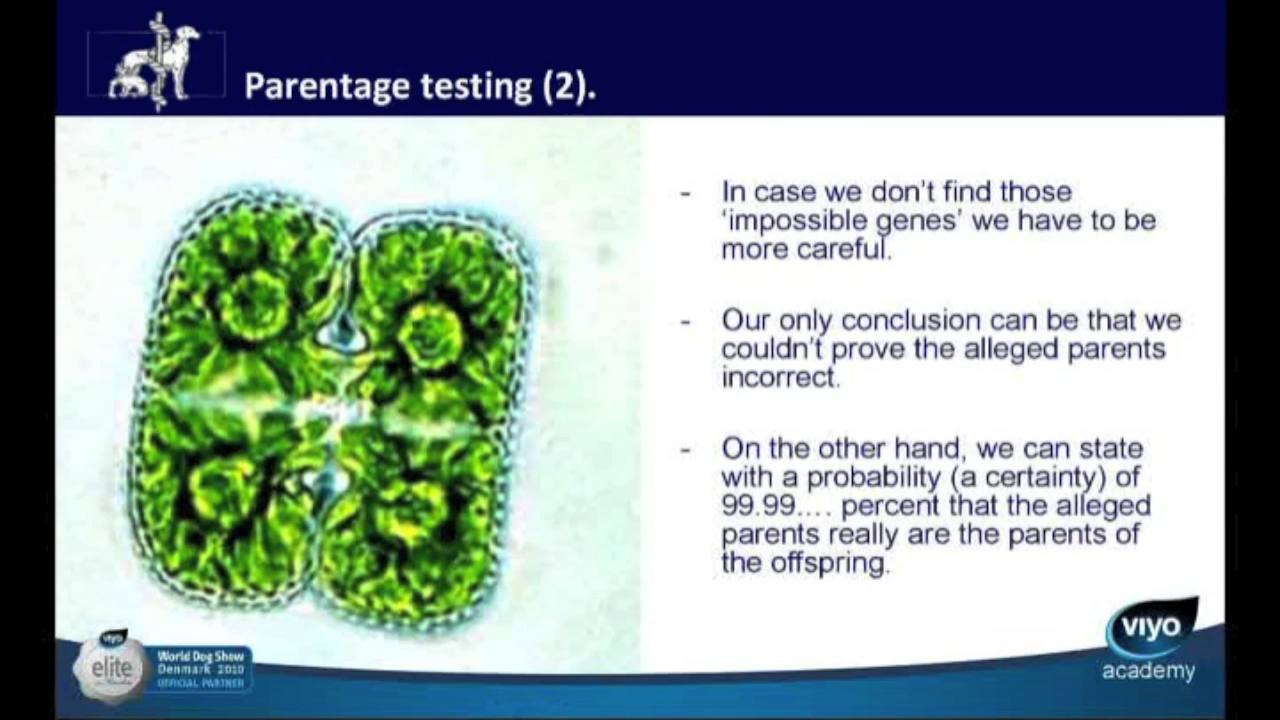 Parentage testing (2).
- In case we don't find those
'impossible genes' we have to be
more careful.
- Our only conclusion can be that we
couldn't prove the alleged parents
incorrect.
- On the other hand, we can state
with a probability (a certainty) of
99.99.... percent that the alleged
parents really are the parents of
the offspring.
viyo
elite
World Dog Show
Denmark 2010
OFFICIAL PARTNER
viyo
academy